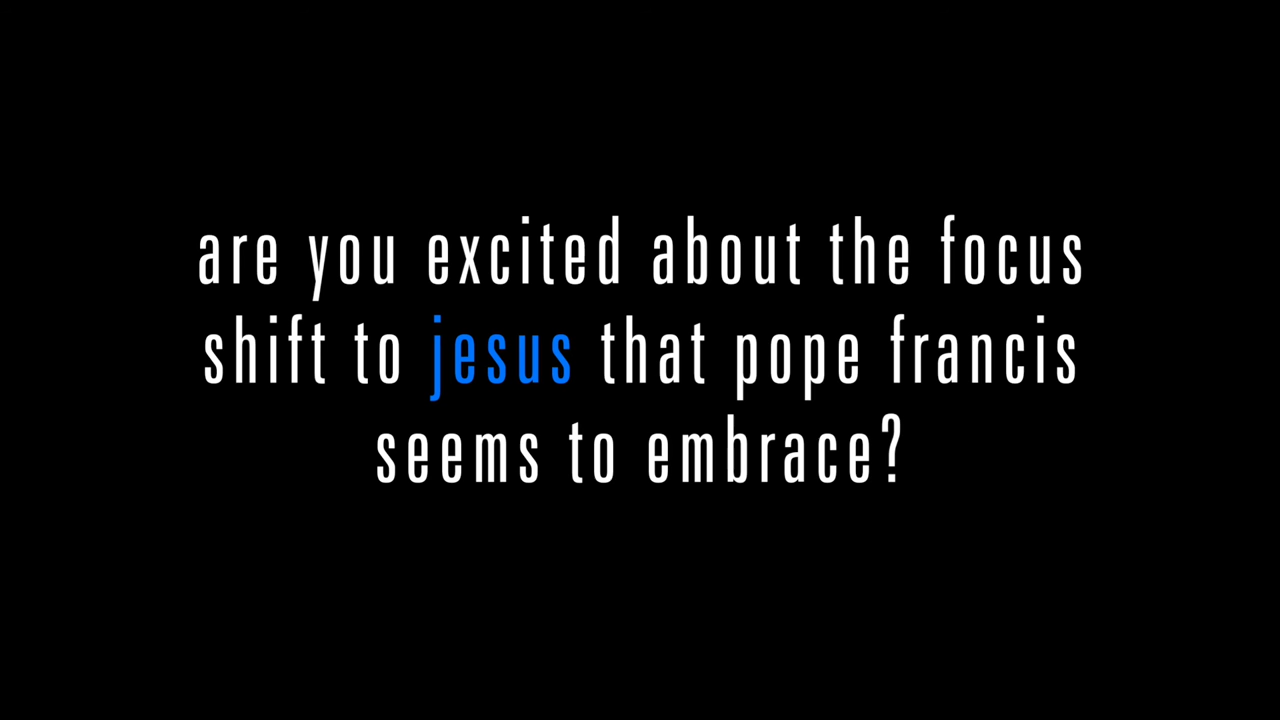 are you excited about the focus
shift to jesus that pope francis
seems to embrace?